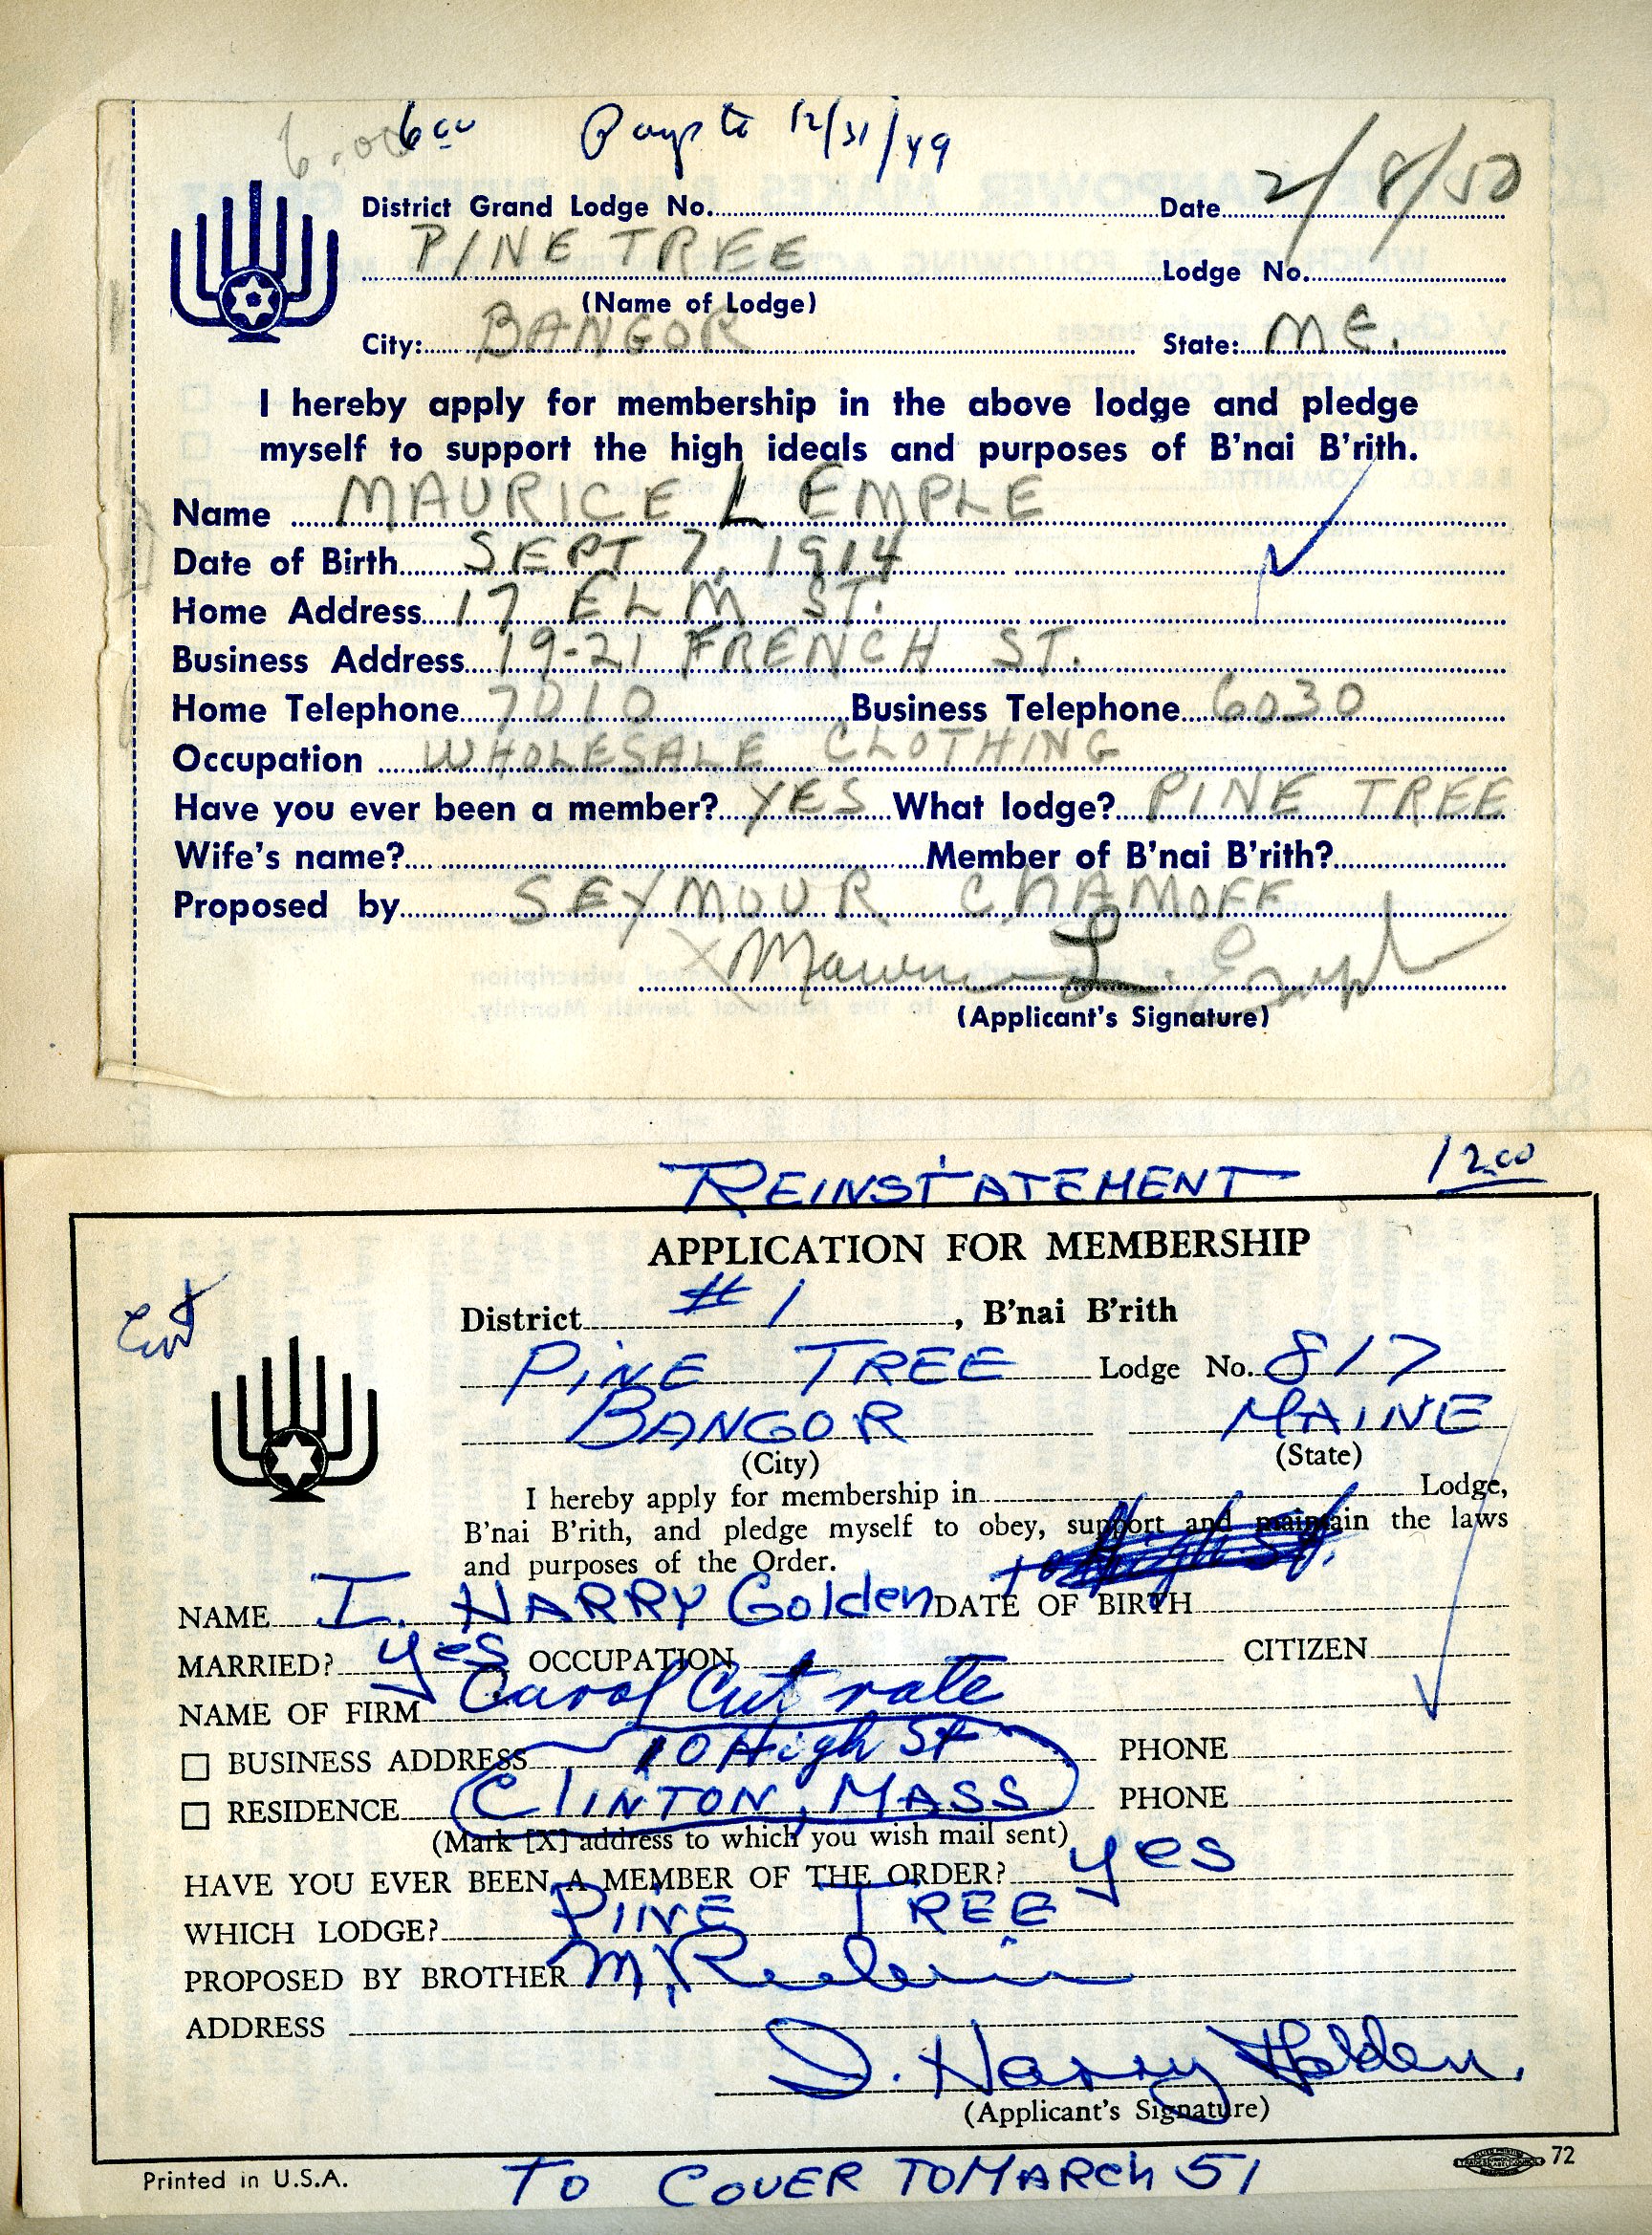 6.00 6 00 Pays to 12/31/49
District Grand Lodge No. Date 2/8/50
PINE TREE Lodge No.
(Name of Lodge)
City: BANGOR State: ME.
I hereby apply for membership in the above lodge and pledge
myself to support the high ideals and purposes of B'nai B'rith.
Name MAURICE L EMPLE
Date of Birth SEPT 7, 1914
Home Address 17 ELM ST.
Business Address 19-21 FRENCH ST.
Home Telephone 7010 Business Telephone 6030
Occupation WHOLESALE CLOTHING
Have you ever been a member? YES What lodge? PINE TREE
Wife's name? Member of B'nai B'rith?
Proposed by SEYMOUR CHAMOFF
X Maurice L. Emple
(Applicant's Signature)
REINSTATEMENT 12.00
APPLICATION FOR MEMBERSHIP
District # 1, B'nai B'rith
PINE TREE Lodge No. 817
BANGOR MAINE
(City) (State)
I hereby apply for membership in Lodge,
B'nai B'rith, and pledge myself to obey, support and maintain the laws
and purposes of the Order.
NAME I. HARRY Golden DATE OF BIRTH
MARRIED? yes OCCUPATION CITIZEN
NAME OF FIRM Carol Cut rate
BUSINESS ADDRESS 10 High St PHONE
RESIDENCE CLINTON, MASS PHONE
(Mark [X] address to which you wish mail sent)
HAVE YOU EVER BEEN A MEMBER OF THE ORDER? yes
WHICH LODGE? PINE TREE
PROPOSED BY BROTHER M. Rubin
ADDRESS
I. Harry Golden.
(Applicant's Signature)
Printed in U.S.A. TO COVER TO MARCH 51 72